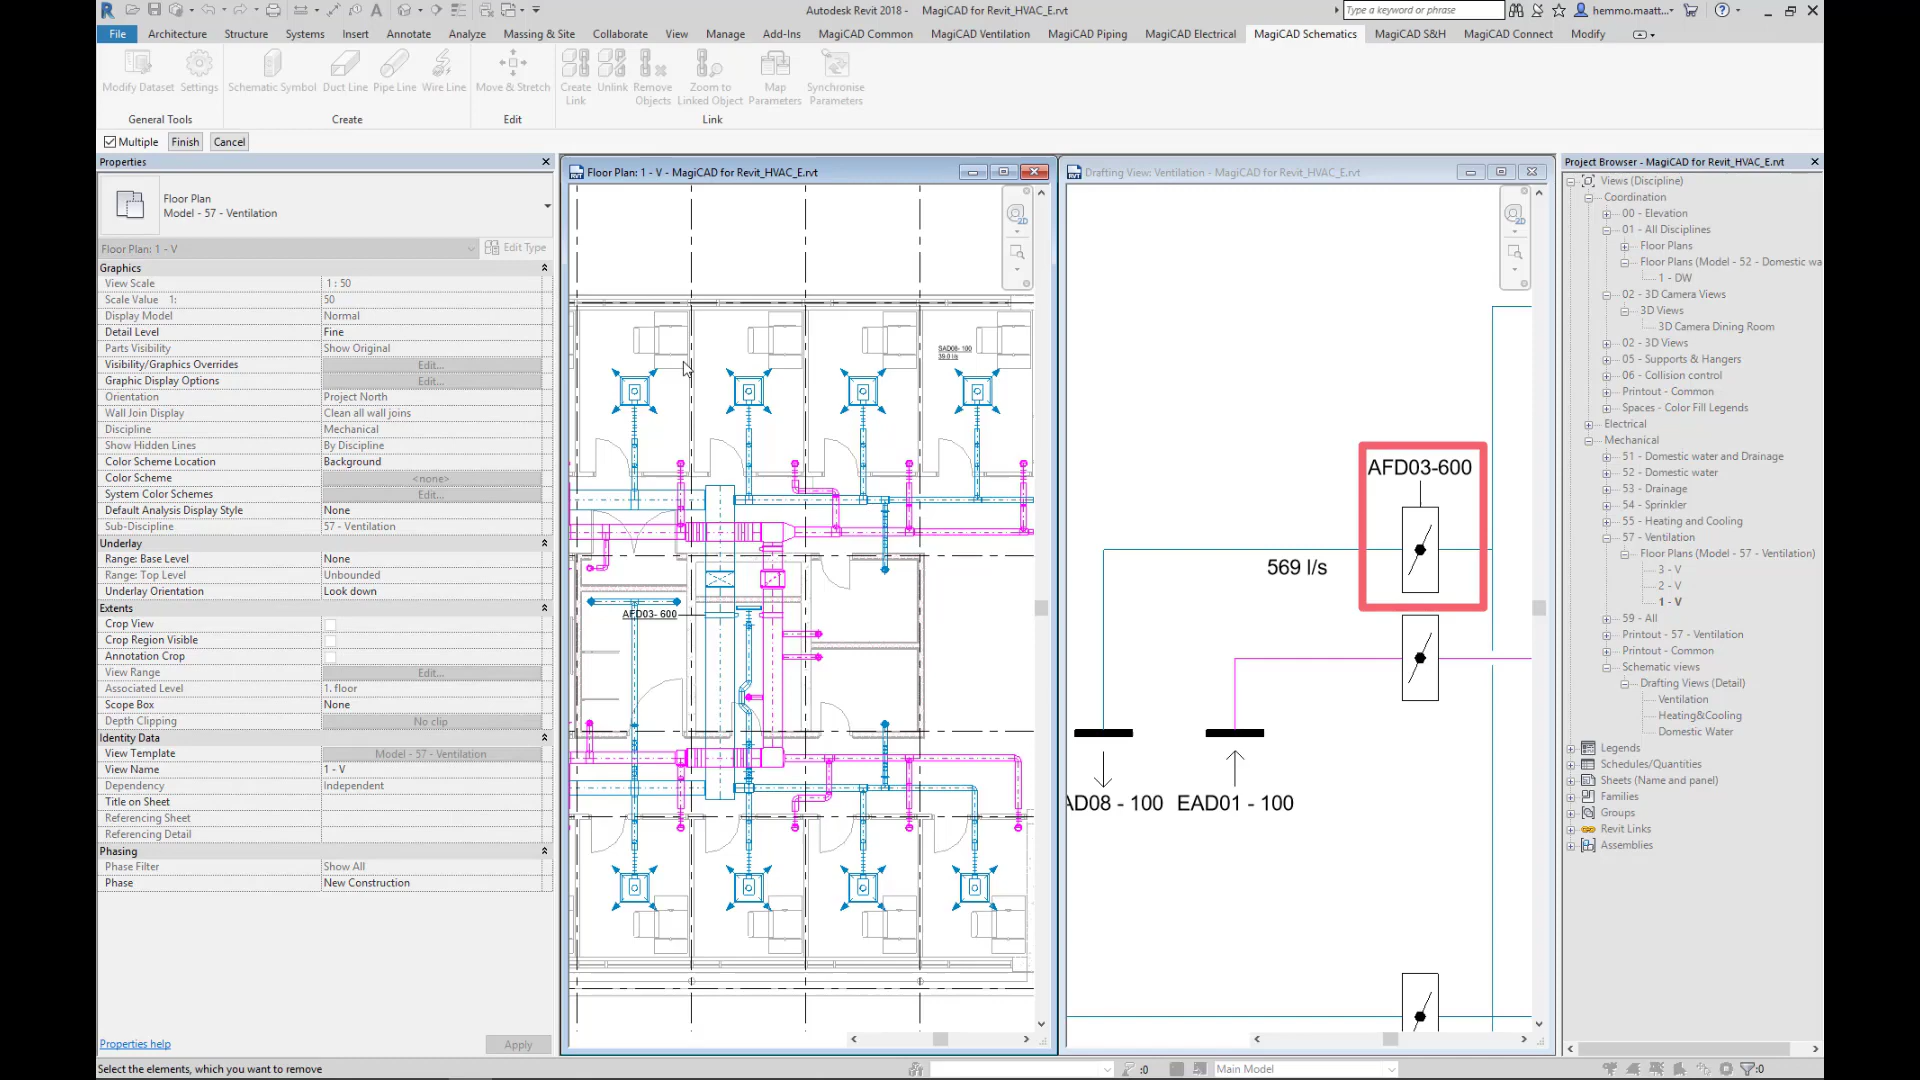 Autodesk Revit 2018 - MagiCAD for Revit_HVAC_E.rvt
Type a keyword or phrase
hemmo.maatt...
File Architecture Structure Systems Insert Annotate Analyze Massing & Site Collaborate View Manage Add-Ins MagiCAD Common MagiCAD Ventilation MagiCAD Piping MagiCAD Electrical MagiCAD Schematics MagiCAD S&H MagiCAD Connect Modify
Modify Dataset Settings Schematic Symbol Duct Line Pipe Line Wire Line Move & Stretch Create Link Unlink Remove Objects Zoom to Linked Object Map Parameters Synchronise Parameters
General Tools Create Edit Link
Multiple Finish Cancel
Properties
Floor Plan
Model - 57 - Ventilation
Floor Plan: 1 - V Edit Type
Graphics
View Scale 1 : 50
Scale Value 1: 50
Display Model Normal
Detail Level Fine
Parts Visibility Show Original
Visibility/Graphics Overrides Edit...
Graphic Display Options Edit...
Orientation Project North
Wall Join Display Clean all wall joins
Discipline Mechanical
Show Hidden Lines By Discipline
Color Scheme Location Background
Color Scheme <none>
System Color Schemes Edit...
Default Analysis Display Style None
Sub-Discipline 57 - Ventilation
Underlay
Range: Base Level None
Range: Top Level Unbounded
Underlay Orientation Look down
Extents
Crop View
Crop Region Visible
Annotation Crop
View Range Edit...
Associated Level 1. floor
Scope Box None
Depth Clipping No clip
Identity Data
View Template Model - 57 - Ventilation
View Name 1 - V
Dependency Independent
Title on Sheet
Referencing Sheet
Referencing Detail
Phasing
Phase Filter Show All
Phase New Construction
Properties help Apply
Floor Plan: 1 - V - MagiCAD for Revit_HVAC_E.rvt
2D
SAD08- 100
39.0 l/s
AFD03- 600
Drafting View: Ventilation - MagiCAD for Revit_HVAC_E.rvt
2D
AFD03-600
569 l/s
AD08 - 100 EAD01 - 100
Project Browser - MagiCAD for Revit_HVAC_E.rvt
Views (Discipline)
Coordination
00 - Elevation
01 - All Disciplines
Floor Plans
Floor Plans (Model - 52 - Domestic wa
1 - DW
02 - 3D Camera Views
3D Views
3D Camera Dining Room
02 - 3D Views
05 - Supports & Hangers
06 - Collision control
Printout - Common
Spaces - Color Fill Legends
Electrical
Mechanical
51 - Domestic water and Drainage
52 - Domestic water
53 - Drainage
54 - Sprinkler
55 - Heating and Cooling
57 - Ventilation
Floor Plans (Model - 57 - Ventilation)
3 - V
2 - V
1 - V
59 - All
Printout - 57 - Ventilation
Printout - Common
Schematic views
Drafting Views (Detail)
Ventilation
Heating&Cooling
Domestic Water
Legends
Schedules/Quantities
Sheets (Name and panel)
Families
Groups
Revit Links
Assemblies
Select the elements, which you want to remove
:0 Main Model :0